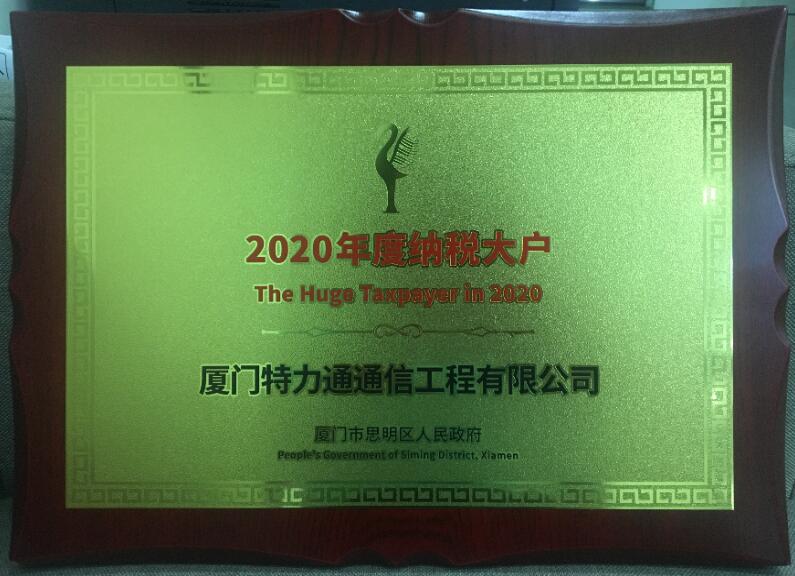 2020年度纳税大户
The Huge Taxpayer in 2020
厦门特力通通信工程有限公司
厦门市思明区人民政府
People's Government of Siming District, Xiamen